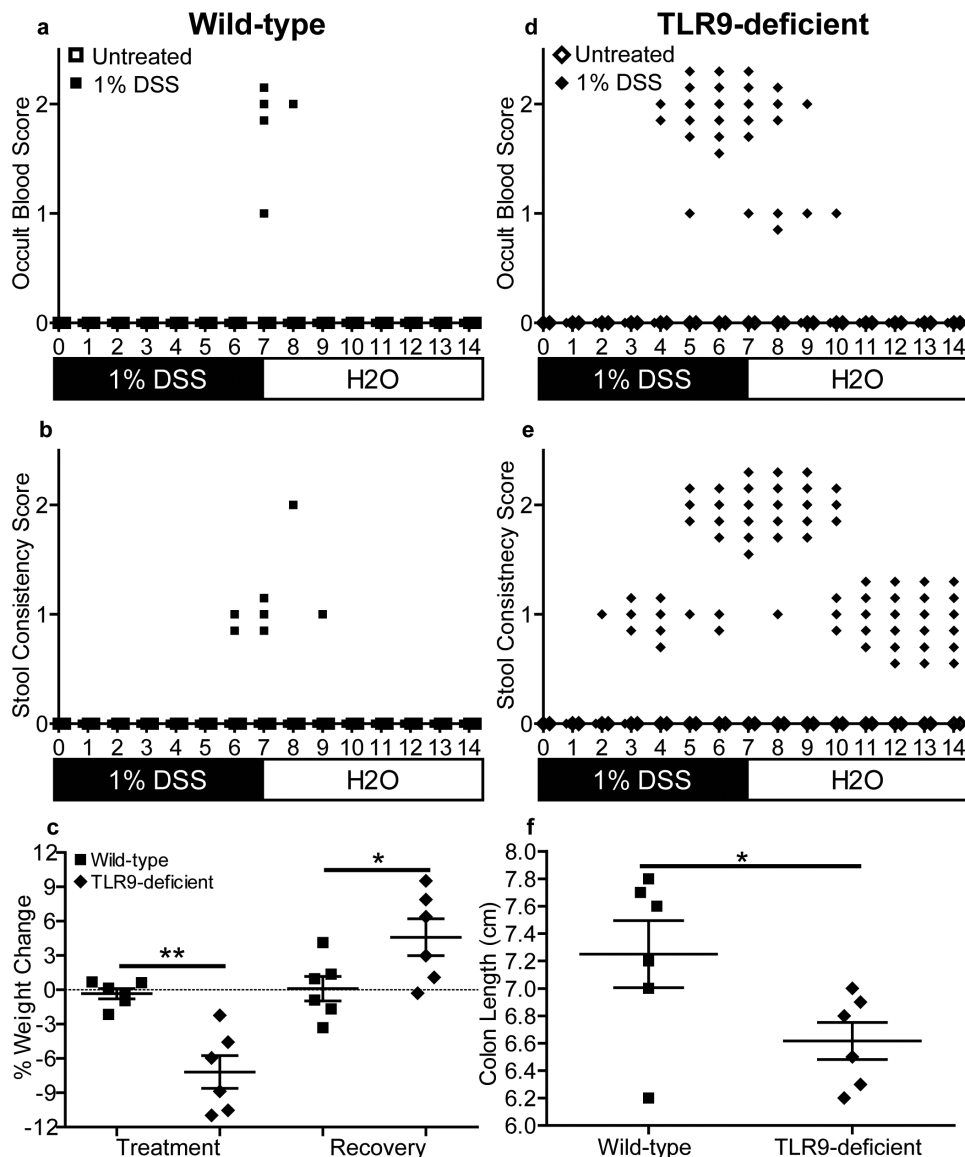 Wild-type
TLR9-deficient
a
Untreated
1% DSS
Occult Blood Score
2
1
0
0 1 2 3 4 5 6 7 8 9 10 11 12 13 14
1% DSS H2O
d
Untreated
1% DSS
Occult Blood Score
2
1
0
0 1 2 3 4 5 6 7 8 9 10 11 12 13 14
1% DSS H2O
b
Stool Consistency Score
2
1
0
0 1 2 3 4 5 6 7 8 9 10 11 12 13 14
1% DSS H2O
e
Stool Consistnecy Score
2
1
0
0 1 2 3 4 5 6 7 8 9 10 11 12 13 14
1% DSS H2O
c
Wild-type
TLR9-deficient
% Weight Change
12
9
6
3
0
-3
-6
-9
-12
**
*
Treatment Recovery
f
Colon Length (cm)
8.0
7.8
7.6
7.4
7.2
7.0
6.8
6.6
6.4
6.2
6.0
*
Wild-type TLR9-deficient